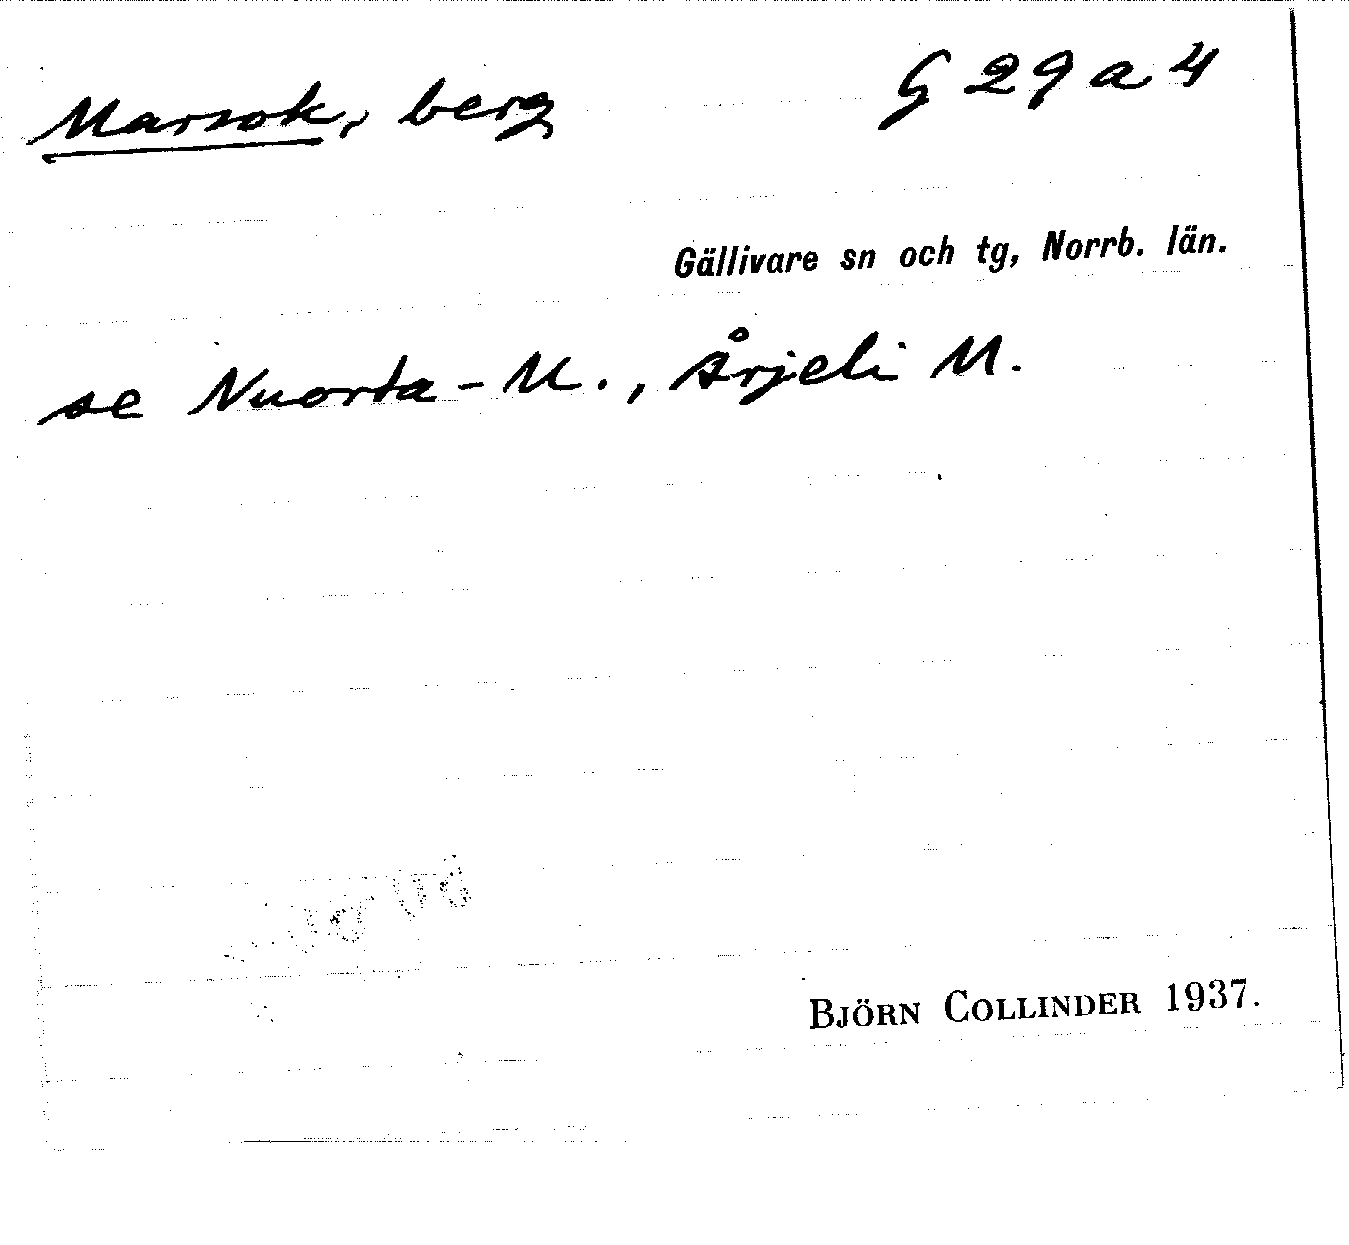 Marsok, berg G 29 a 4
Gällivare sn och tg, Norrb. län.
se Nuorta-M., Årjeli M.
BJÖRN COLLINDER 1937.